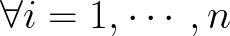 ∀i = 1, ⋯ , n